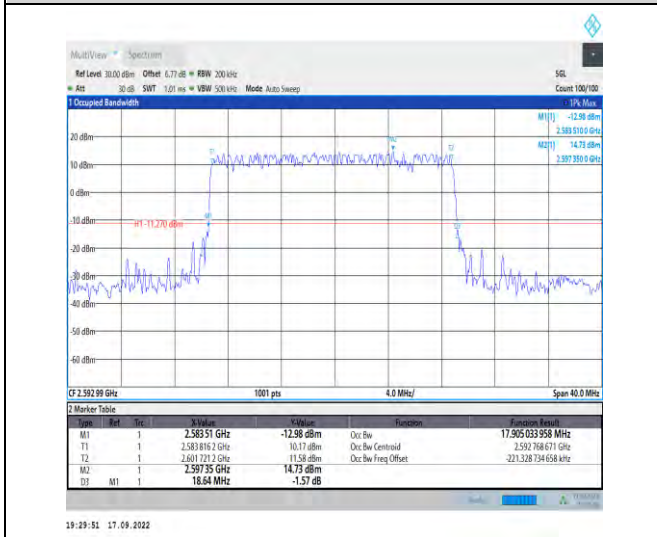 MultiView Spectrum
Ref Level 30.00 dBm Offset 6.77 dB RBW 200 kHz SGL
Att 30 dB SWT 1.01 ms VBW 500 kHz Mode Auto Sweep Count 100/100
1 Occupied Bandwidth 1Pk Max
M1[1] -12.98 dBm
2.583 510 0 GHz
M2[1] 14.73 dBm
2.597 350 0 GHz
20 dBm
10 dBm
0 dBm
-10 dBm
H1 -11.270 dBm
-20 dBm
-30 dBm
-40 dBm
-50 dBm
-60 dBm
T1
M2
T2
M1
D3
CF 2.592 99 GHz 1001 pts 4.0 MHz/ Span 40.0 MHz
2 Marker Table
Type Ref Trc X-Value Y-Value Function Function Result
M1 1 2.583 51 GHz -12.98 dBm Occ Bw 17.905 033 958 MHz
T1 1 2.583 816 2 GHz 10.17 dBm Occ Bw Centroid 2.592 768 671 GHz
T2 1 2.601 721 2 GHz 11.58 dBm Occ Bw Freq Offset -221.328 734 658 kHz
M2 1 2.597 35 GHz 14.73 dBm
D3 M1 1 18.64 MHz -1.57 dB
19:29:51 17.09.2022